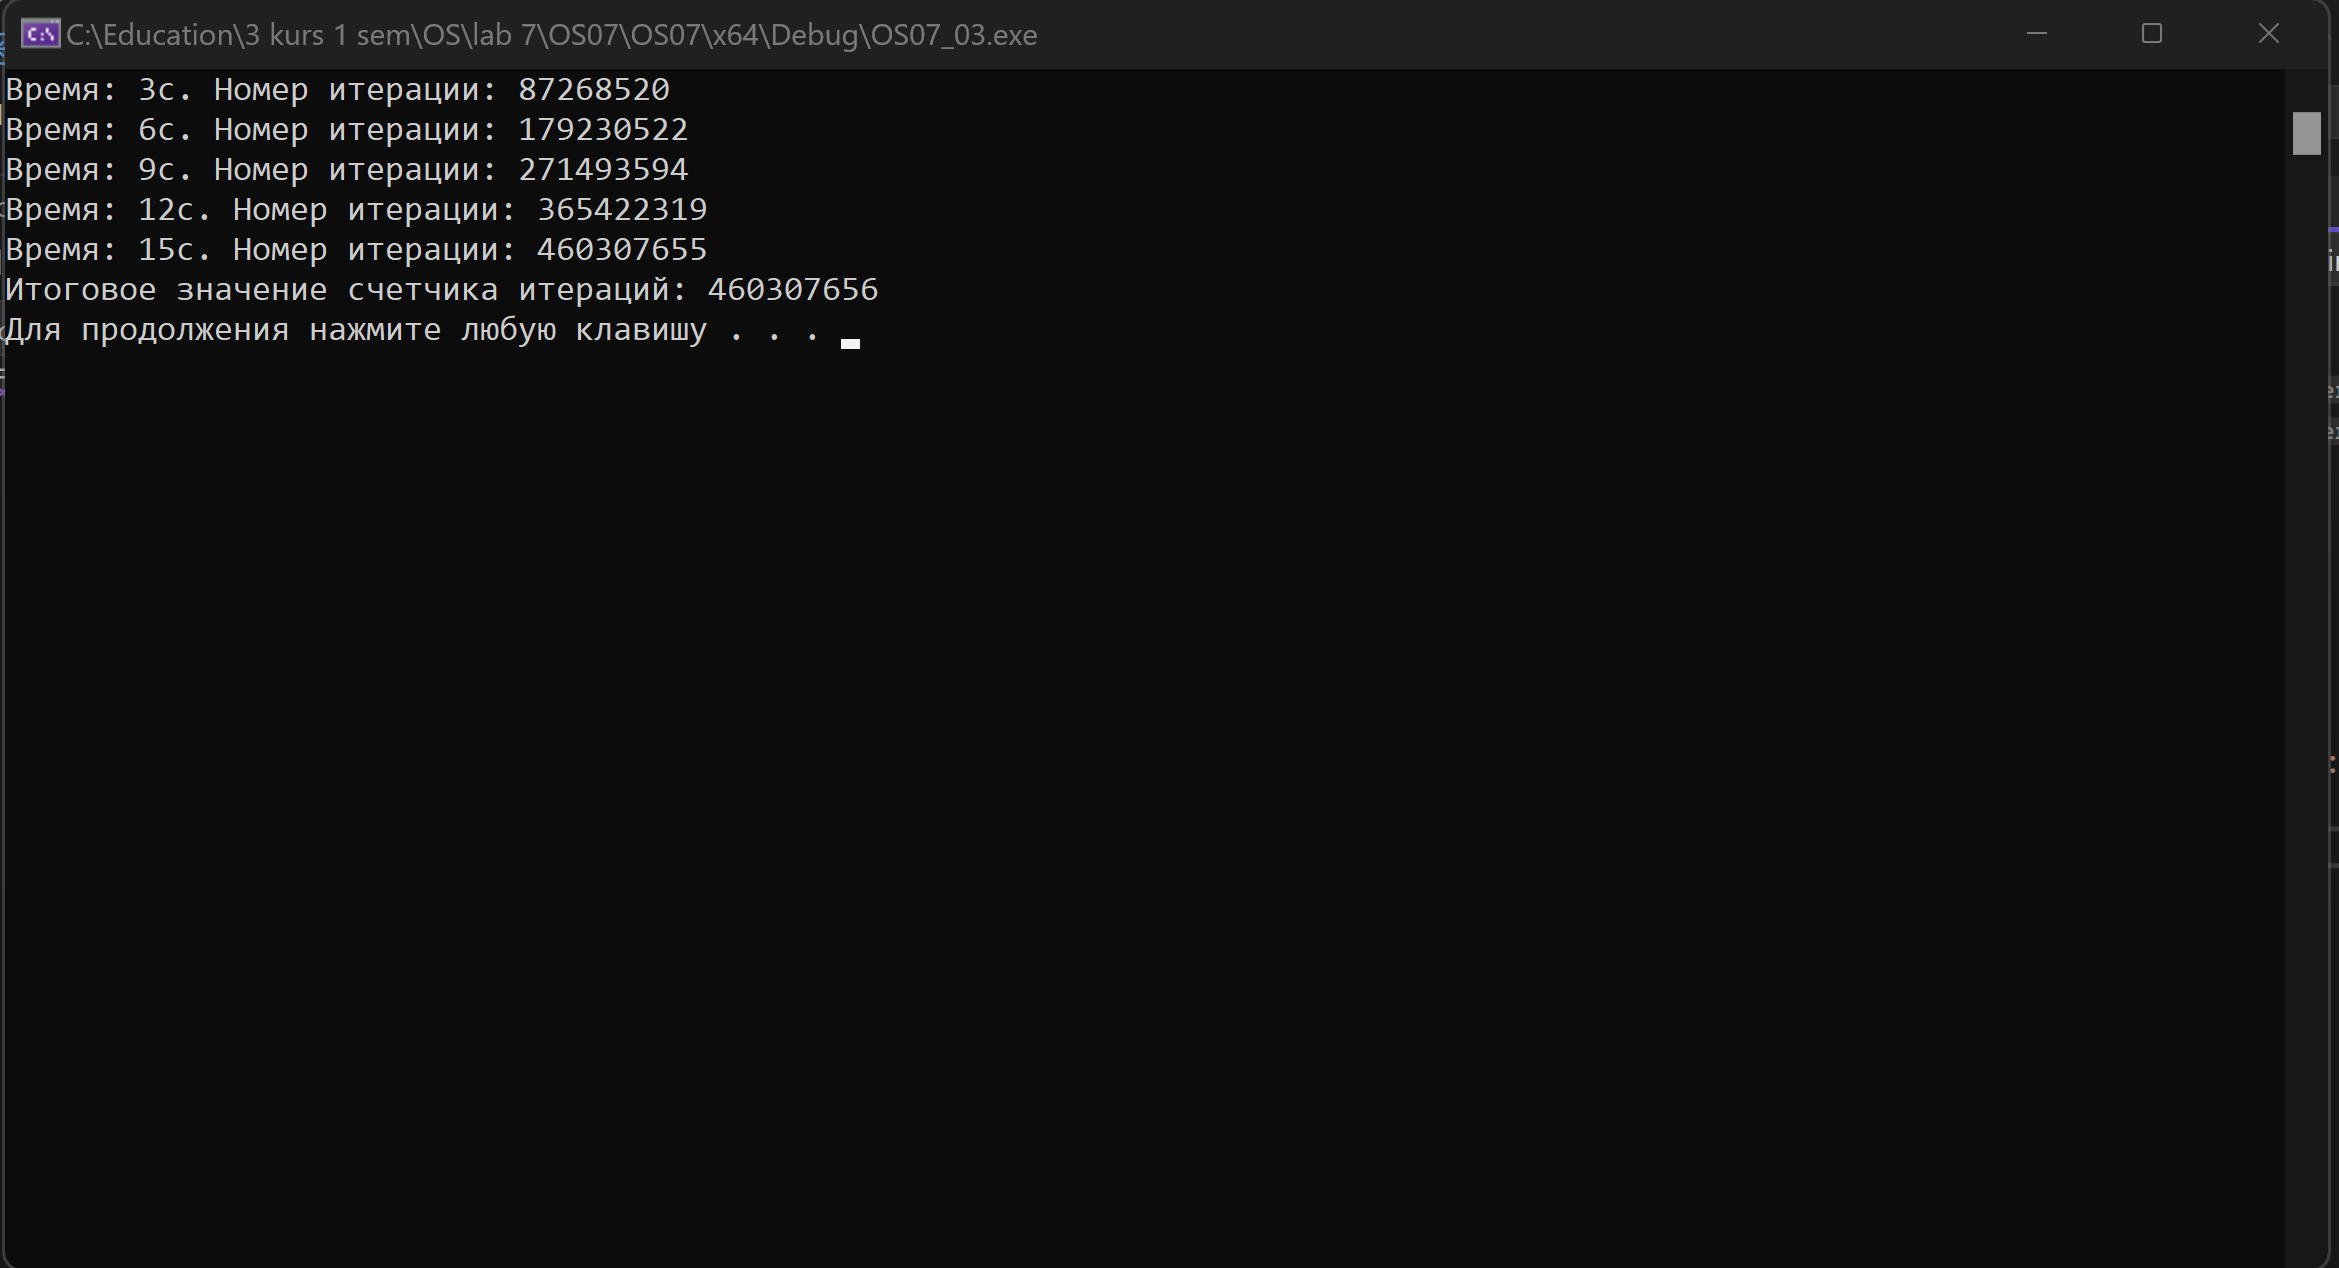 C:\Education\3 kurs 1 sem\OS\lab 7\OS07\OS07\x64\Debug\OS07_03.exe
Время: 3с. Номер итерации: 87268520
Время: 6с. Номер итерации: 179230522
Время: 9с. Номер итерации: 271493594
Время: 12с. Номер итерации: 365422319
Время: 15с. Номер итерации: 460307655
Итоговое значение счетчика итераций: 460307656
Для продолжения нажмите любую клавишу . . .